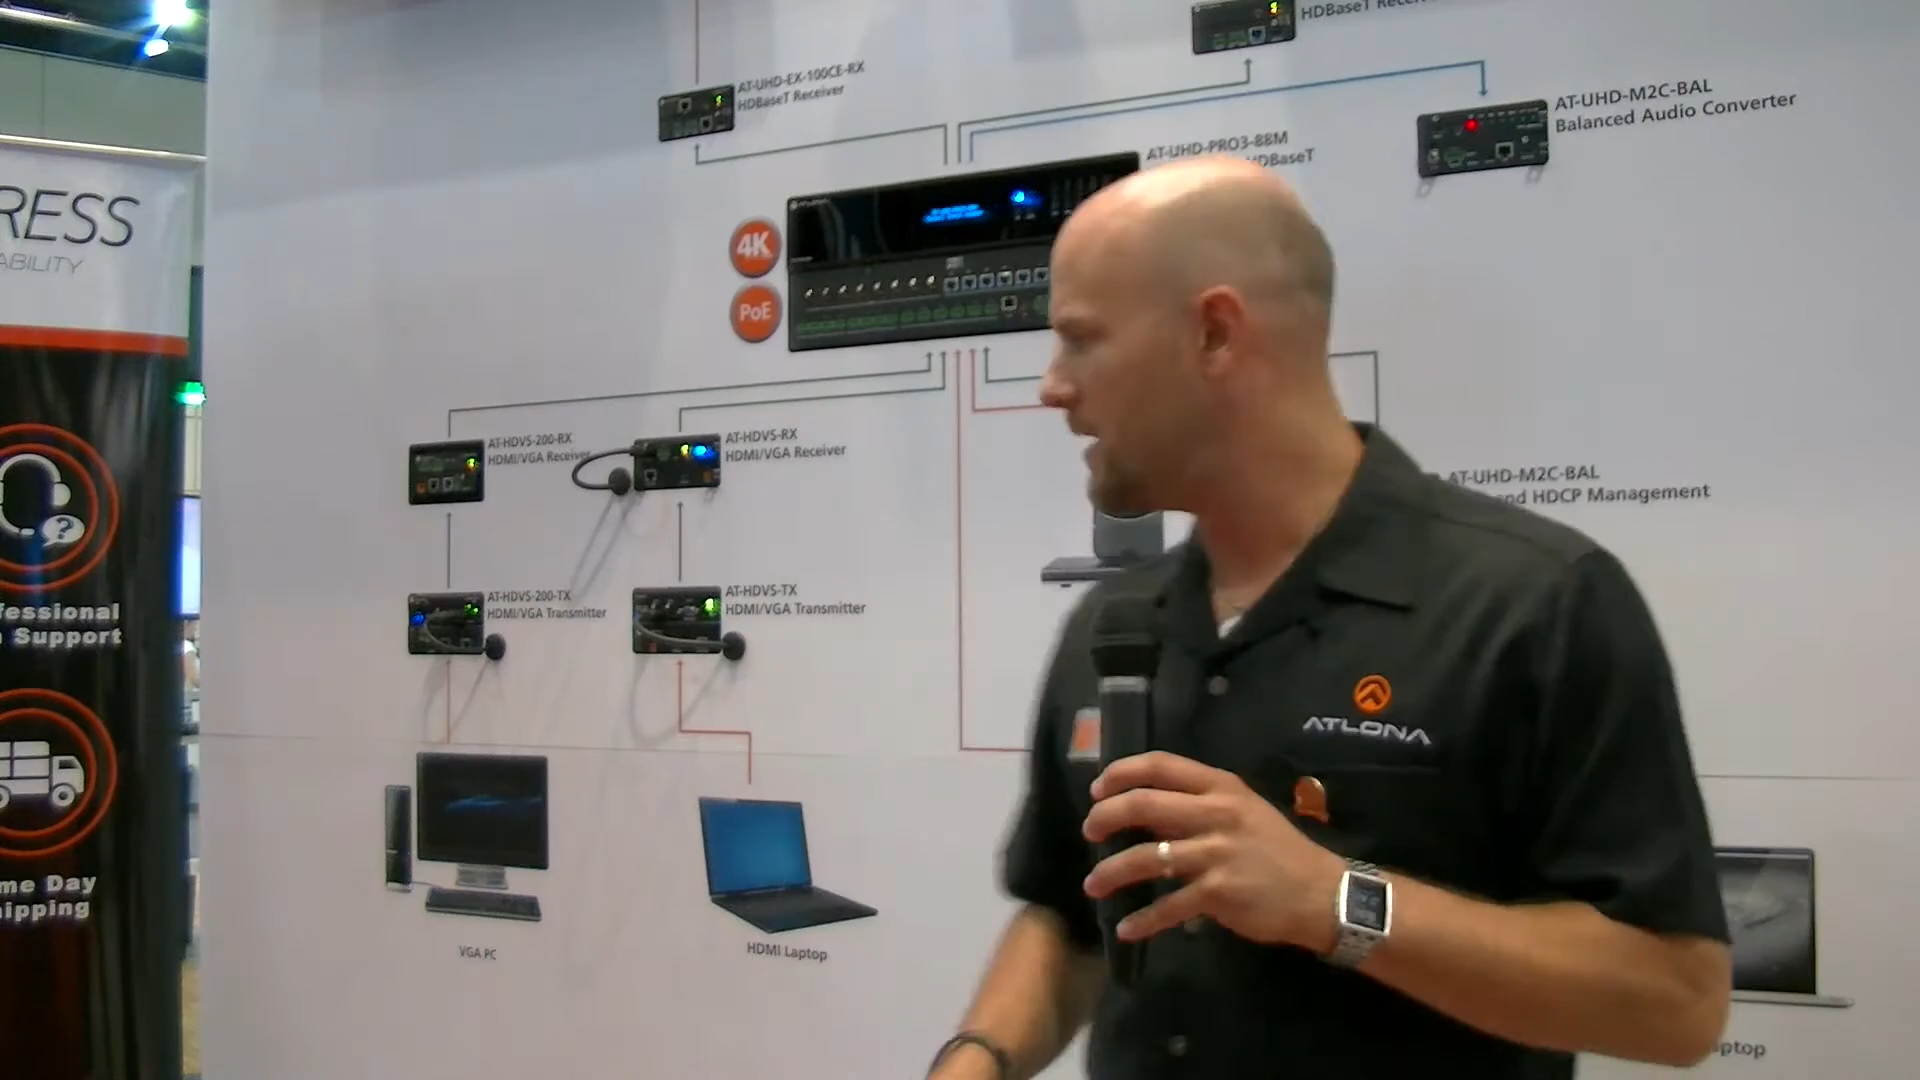 RESS
ABILITY
fessional
Support
me Day
ipping
AT-UHD-EX-100CE-RX
HDBaseT Receiver
HDBaseT
AT-UHD-M2C-BAL
Balanced Audio Converter
AT-UHD-PRO3-88M
HDBaseT
4K
PoE
AT-HDVS-200-RX
HDMI/VGA Receiver
AT-HDVS-RX
HDMI/VGA Receiver
AT-UHD-M2C-BAL
and HDCP Management
AT-HDVS-200-TX
HDMI/VGA Transmitter
AT-HDVS-TX
HDMI/VGA Transmitter
ATLONA
VGA PC
HDMI Laptop
ptop